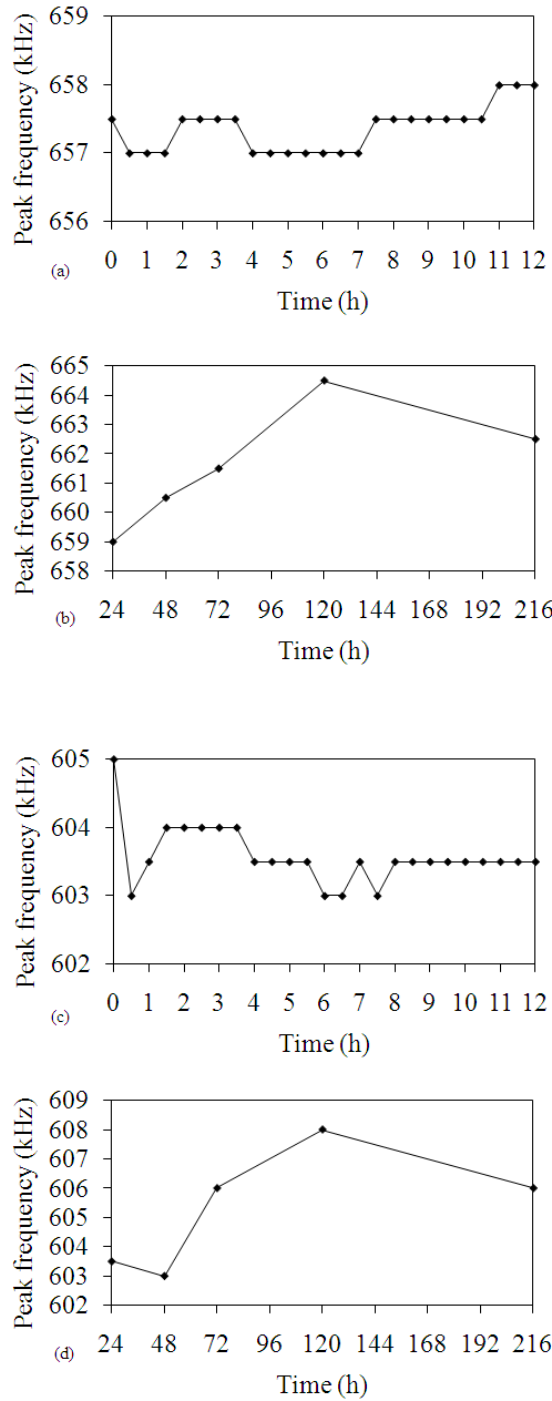 Peak frequency (kHz)
659
658
657
656
0 1 2 3 4 5 6 7 8 9 10 11 12
(a)
Time (h)
Peak frequency (kHz)
665
664
663
662
661
660
659
658
24 48 72 96 120 144 168 192 216
(b)
Time (h)
Peak frequency (kHz)
605
604
603
602
0 1 2 3 4 5 6 7 8 9 10 11 12
(c)
Time (h)
Peak frequency (kHz)
609
608
607
606
605
604
603
602
24 48 72 96 120 144 168 192 216
(d)
Time (h)